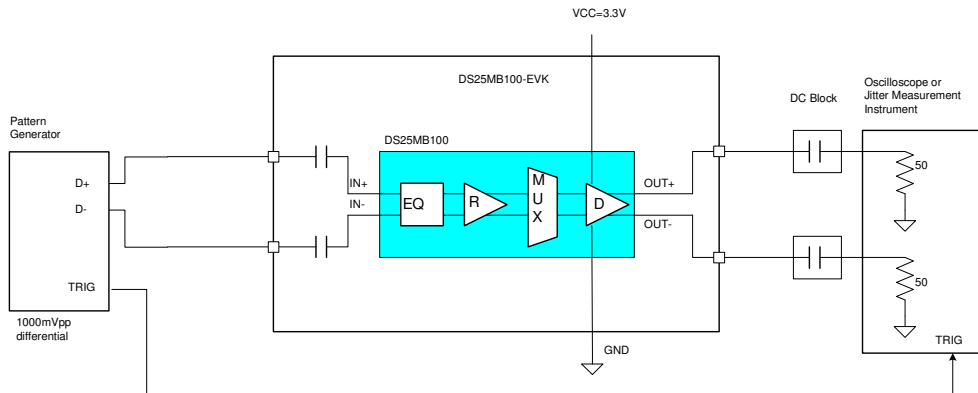 VCC=3.3V
DS25MB100-EVK
DC Block
Oscilloscope or
Jitter Measurement
Instrument
Pattern
Generator
DS25MB100
50
D+
IN+
EQ
R
M
U
X
D
OUT+
D-
IN-
OUT-
50
TRIG
1000mVpp
differential
GND
TRIG